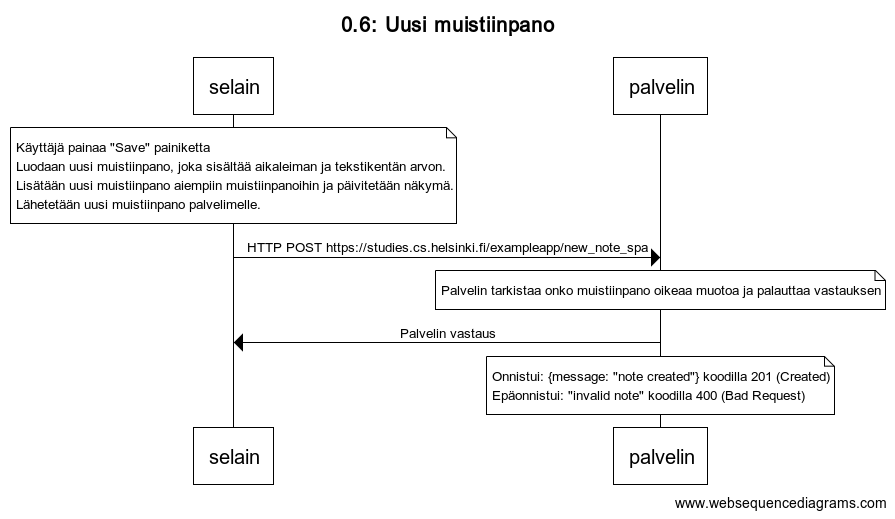 0.6: Uusi muistiinpano
selain
palvelin
Käyttäjä painaa "Save" painiketta
Luodaan uusi muistiinpano, joka sisältää aikaleiman ja tekstikentän arvon.
Lisätään uusi muistiinpano aiempiin muistiinpanoihin ja päivitetään näkymä.
Lähetetään uusi muistiinpano palvelimelle.
HTTP POST https://studies.cs.helsinki.fi/exampleapp/new_note_spa
Palvelin tarkistaa onko muistiinpano oikeaa muotoa ja palauttaa vastauksen
Palvelin vastaus
Onnistui: {message: "note created"} koodilla 201 (Created)
Epäonnistui: "invalid note" koodilla 400 (Bad Request)
selain
palvelin
www.websequencediagrams.com